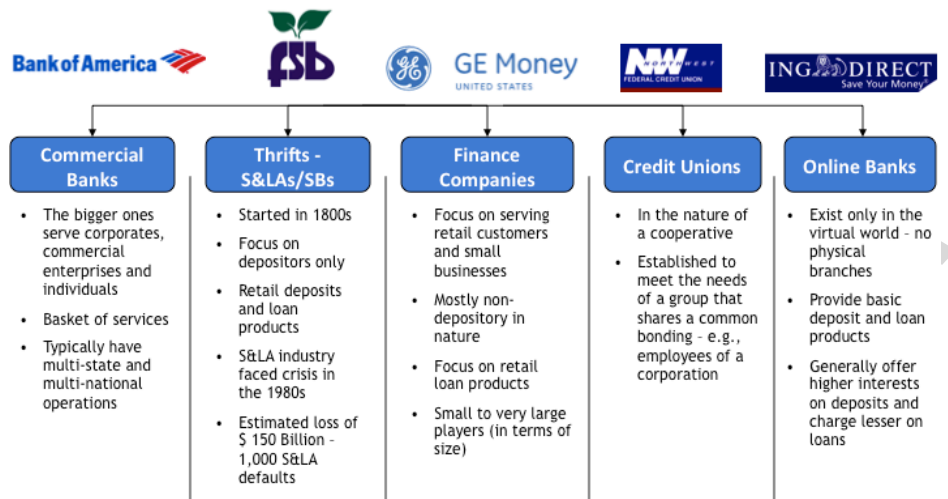 Bank of America
fsb
GE
GE Money
UNITED STATES
NW
NORTHWEST
FEDERAL CREDIT UNION
ING DIRECT
Save Your Money®
Commercial
Banks
• The bigger ones
serve corporates,
commercial
enterprises and
individuals
• Basket of services
• Typically have
multi-state and
multi-national
operations
Thrifts -
S&LAs/SBs
• Started in 1800s
• Focus on
depositors only
• Retail deposits
and loan
products
• S&LA industry
faced crisis in
the 1980s
• Estimated loss of
$ 150 Billion –
1,000 S&LA
defaults
Finance
Companies
• Focus on serving
retail customers
and small
businesses
• Mostly non-
depository in
nature
• Focus on retail
loan products
• Small to very large
players (in terms of
size)
Credit Unions
• In the nature of
a cooperative
• Established to
meet the needs
of a group that
shares a common
bonding – e.g.,
employees of a
corporation
Online Banks
• Exist only in the
virtual world – no
physical
branches
• Provide basic
deposit and loan
products
• Generally offer
higher interests
on deposits and
charge lesser on
loans